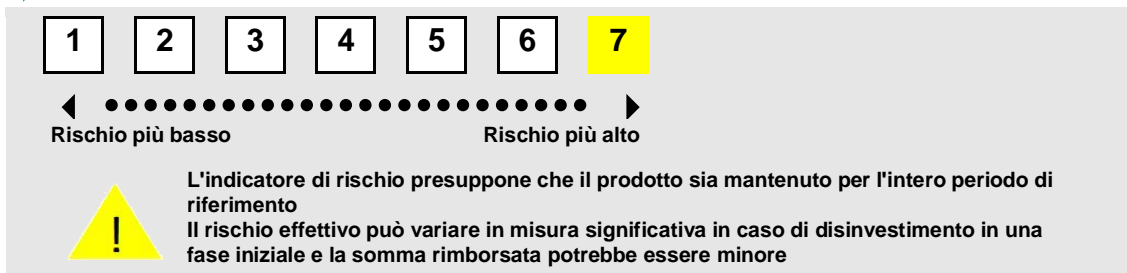 1 2 3 4 5 6 7
Rischio più basso Rischio più alto
L'indicatore di rischio presuppone che il prodotto sia mantenuto per l'intero periodo di
riferimento
Il rischio effettivo può variare in misura significativa in caso di disinvestimento in una
fase iniziale e la somma rimborsata potrebbe essere minore
!